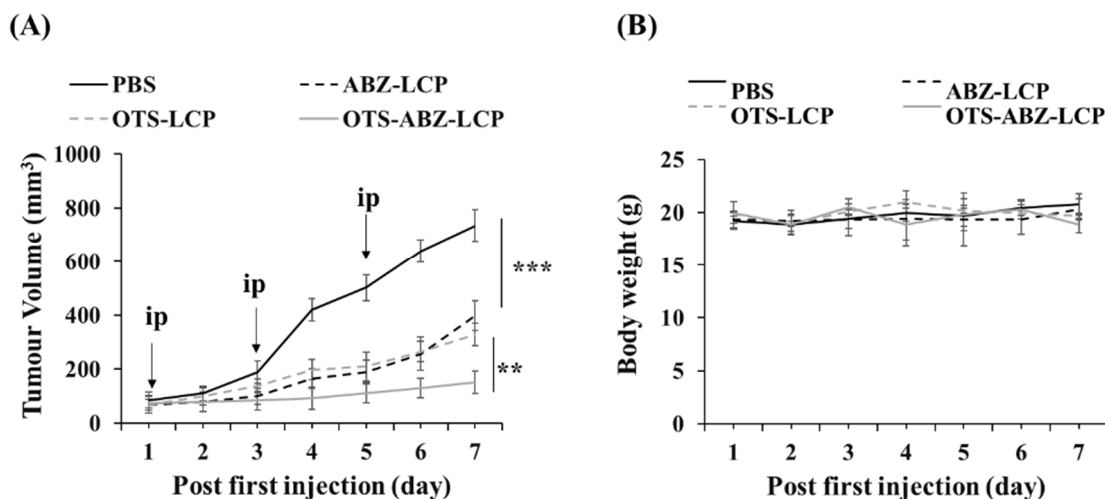 (A)
PBS ABZ-LCP
OTS-LCP OTS-ABZ-LCP
1000
800
600
400
200
0
Tumour Volume (mm³)
ip
ip
ip
***
**
1 2 3 4 5 6 7
Post first injection (day)
(B)
PBS ABZ-LCP
OTS-LCP OTS-ABZ-LCP
25
20
15
10
5
0
Body weight (g)
1 2 3 4 5 6 7
Post first injection (day)